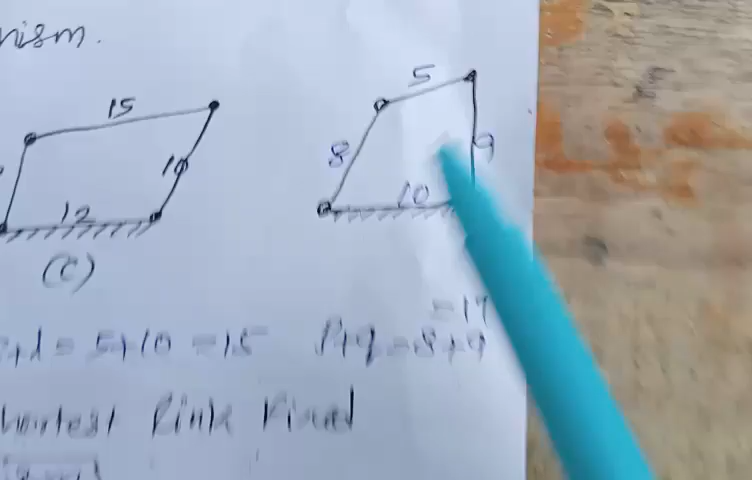 nism.
15
10
12
(C)
5
8
9
10
+l = 5+10 = 15
P+q = 8+9
= 17
hortest link Fixed